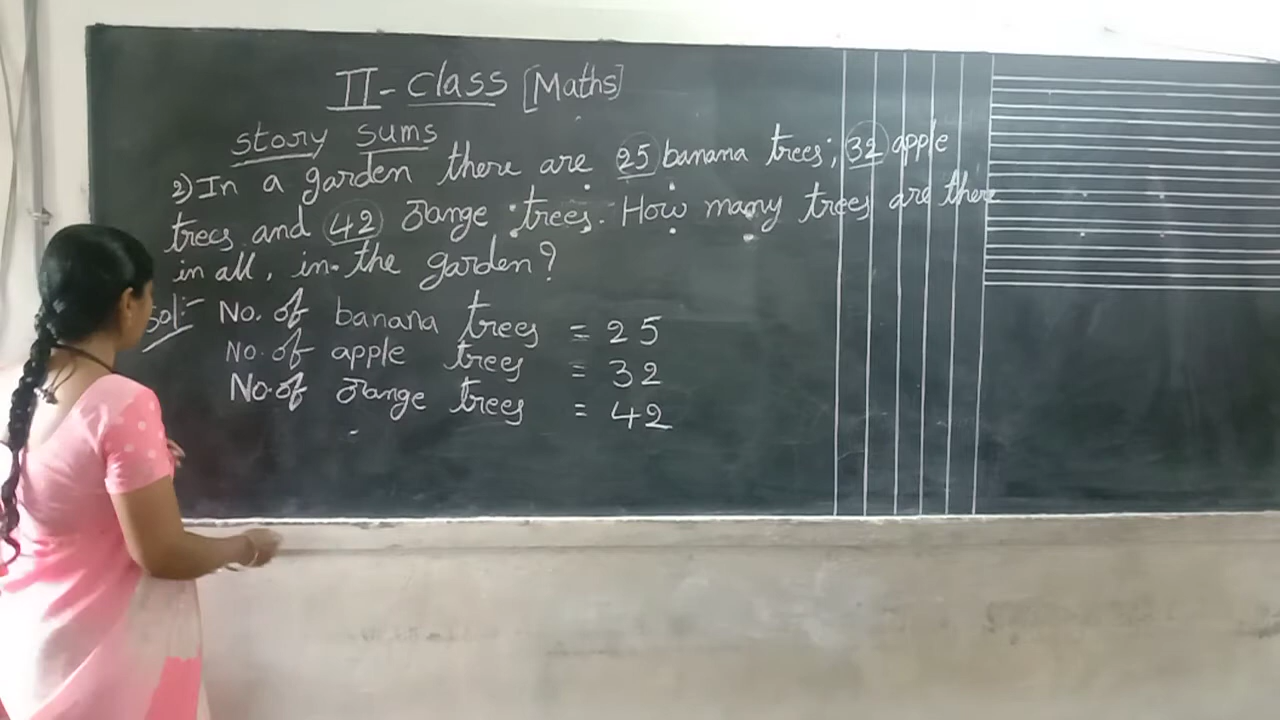 II - class [Maths]
story sums
2) In a garden there are 25 banana trees; 32 apple
trees and 42 orange trees. How many trees are there
in all, in the garden?
Sol:- No. of banana trees = 25
No. of apple trees = 32
No. of orange trees = 42